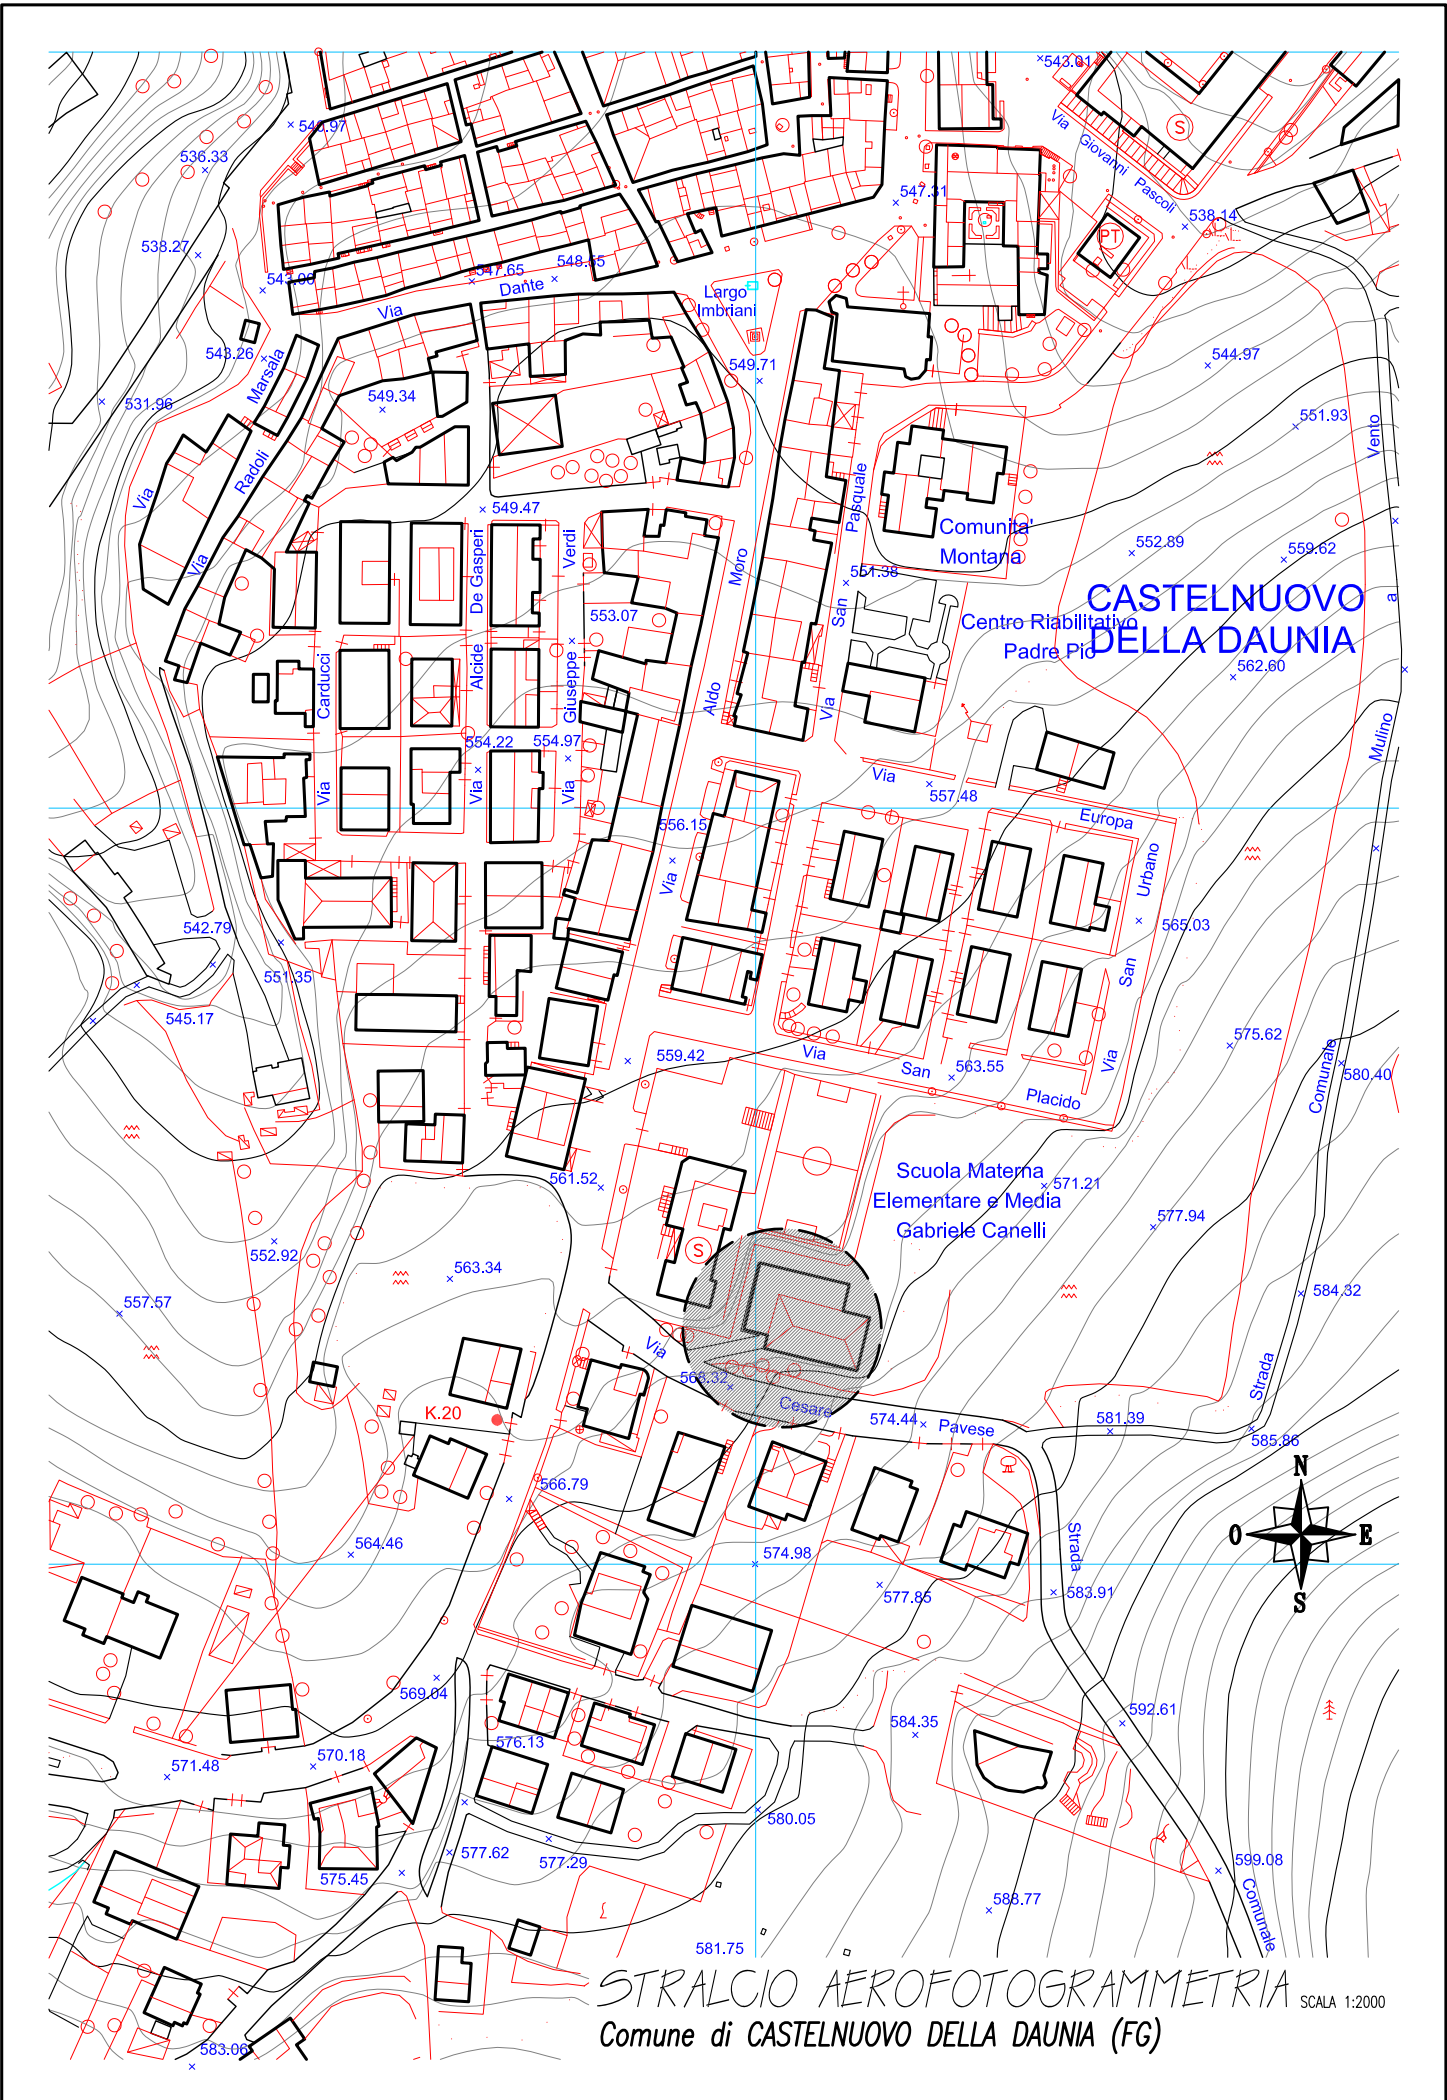 543.01
548.97
Via Giovanni Pascoli
S
536.33
547.31
538.14
PT
538.27
543.06
547.65
548.55
Via Dante
Largo
Imbriani
543.26
Via Marsala
549.71
544.97
531.96
549.34
551.93
Via Radoli
Vento
549.47
Via San Pasquale
Comunita'
Montana
552.89
559.62
551.38
CASTELNUOVO
DELLA DAUNIA
Centro Riabilitativo
Padre Pio
562.60
553.07
Via Carducci
Via Alcide De Gasperi
Via Giuseppe Verdi
Via Aldo Moro
a
Mulino
554.22
554.97
Via Europa
557.48
556.15
Via San Urbano
565.03
542.79
551.35
545.17
559.42
Via San Placido
563.55
575.62
580.40
Comunale
561.52
Scuola Materna
Elementare e Media
Gabriele Canelli
571.21
577.94
552.92
563.34
S
557.57
584.32
Via Cesare Pavese
568.32
574.44
581.39
585.86
Strada
K.20
566.79
564.46
574.98
577.85
583.91
Strada
N
O
E
S
569.04
592.61
584.35
576.13
570.18
571.48
580.05
577.62
577.29
575.45
599.08
Comunale
588.77
581.75
583.06
STRALCIO AEROFOTOGRAMMETRIA SCALA 1:2000
Comune di CASTELNUOVO DELLA DAUNIA (FG)